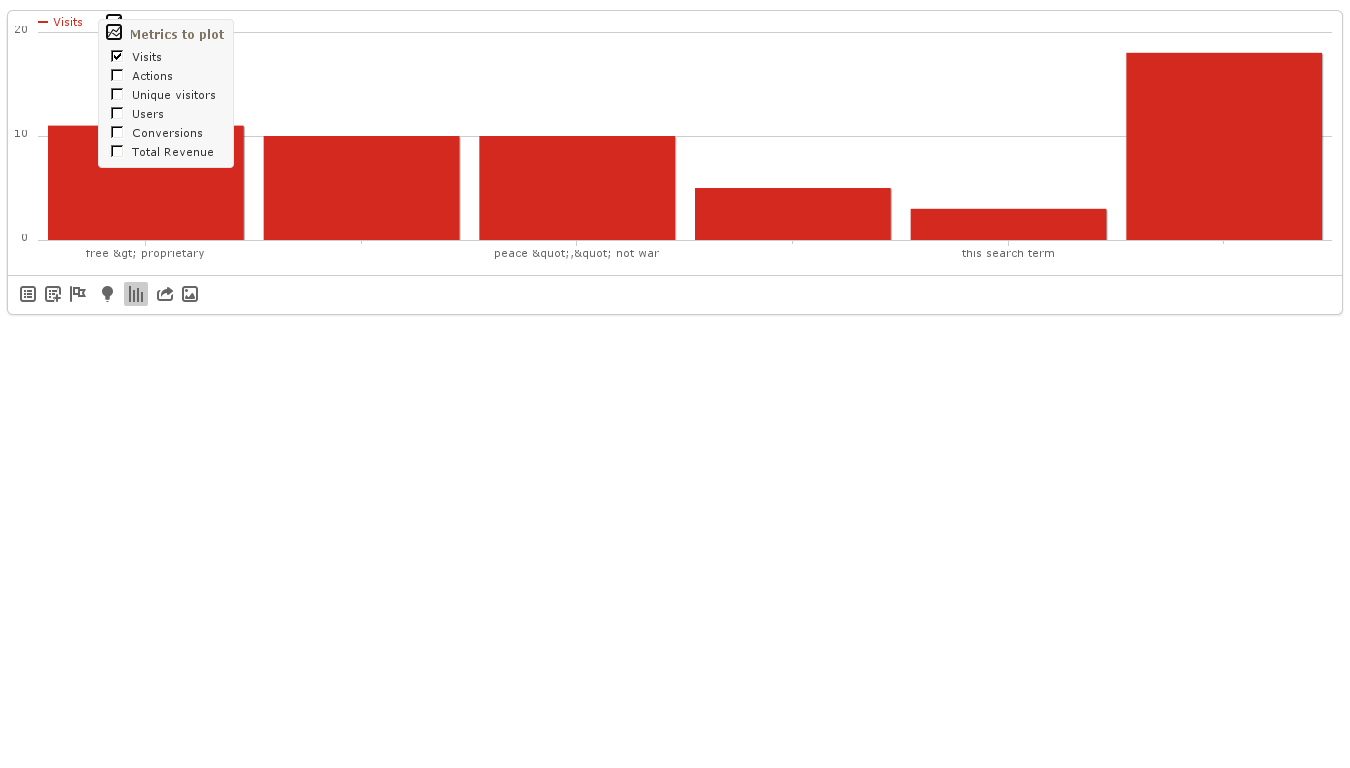 Visits
20
10
0
Metrics to plot
Visits
Actions
Unique visitors
Users
Conversions
Total Revenue
free &gt; proprietary
peace &quot;,&quot; not war
this search term